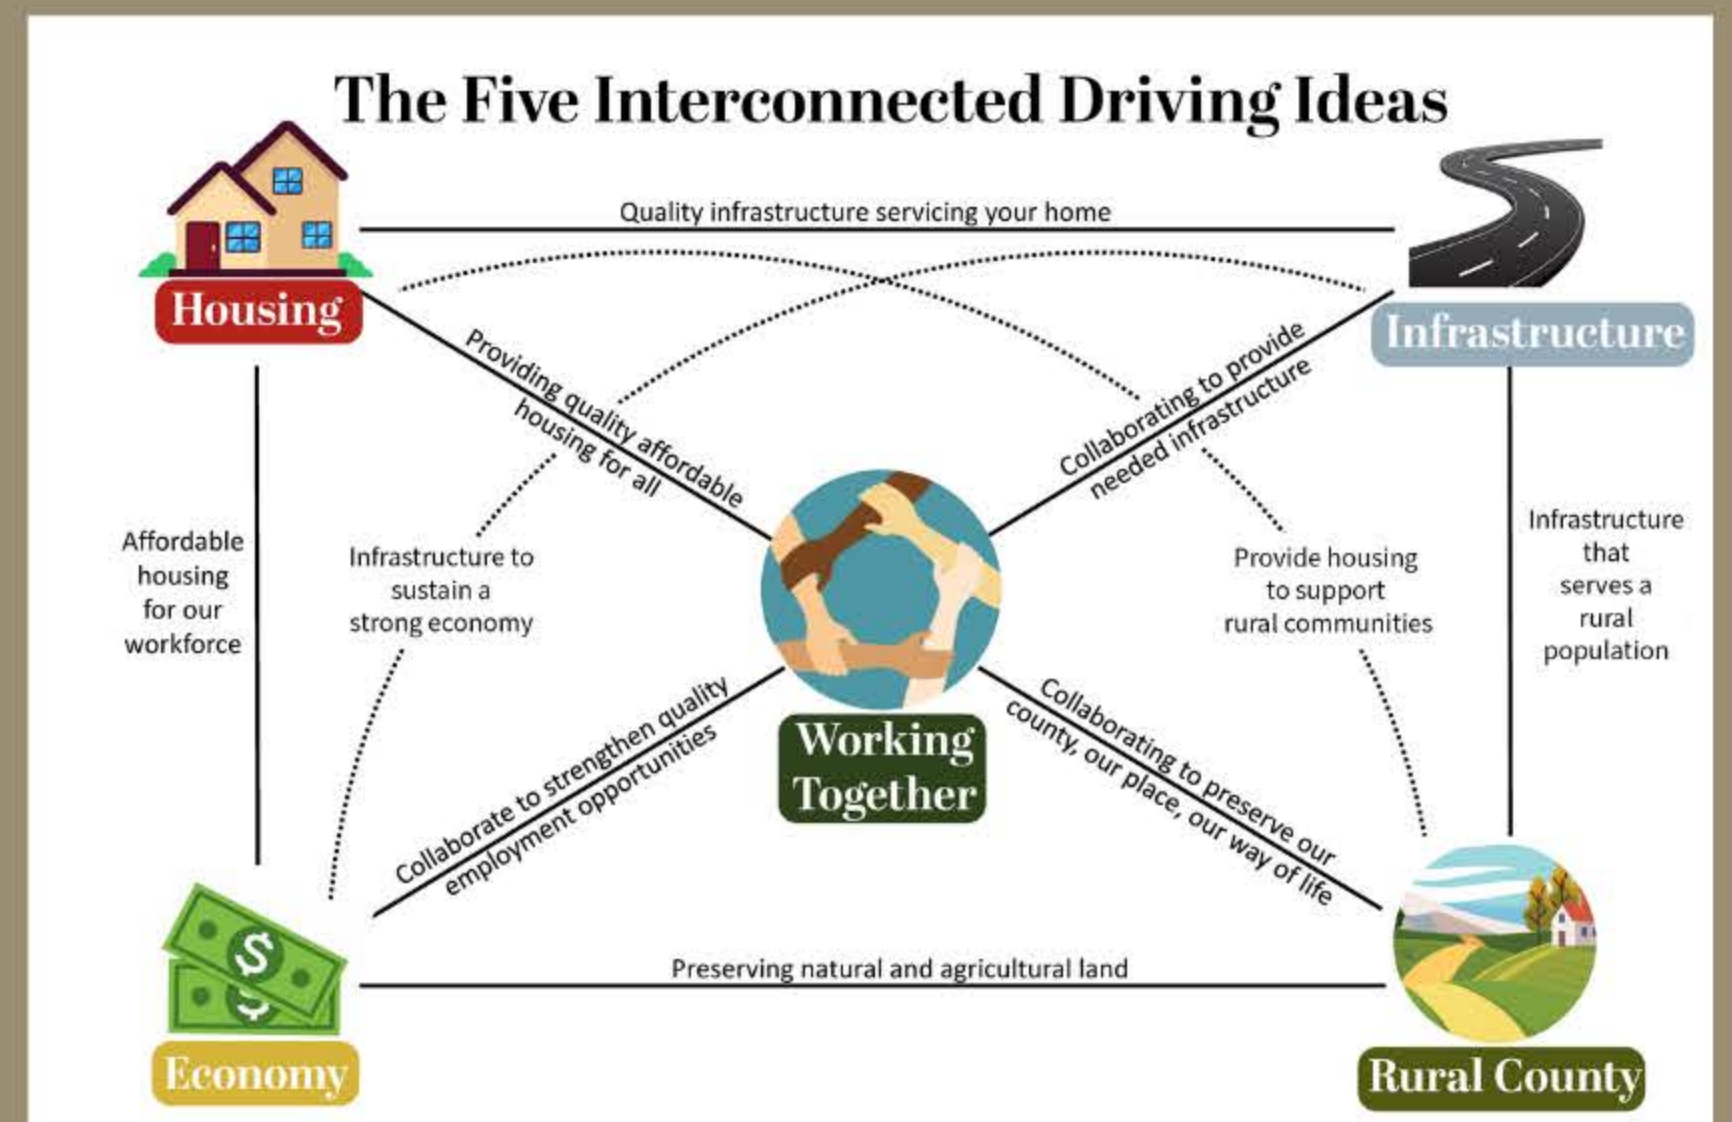 The Five Interconnected Driving Ideas
Quality infrastructure servicing your home
Housing
Infrastructure
Providing quality affordable
housing for all
Collaborating to provide
needed infrastructure
Affordable
housing
for our
workforce
Infrastructure to
sustain a
strong economy
Provide housing
to support
rural communities
Infrastructure
that
serves a
rural
population
Working
Together
Collaborate to strengthen quality
employment opportunities
Collaborating to preserve our
county, our place, our way of life
$
$
Preserving natural and agricultural land
Economy
Rural County